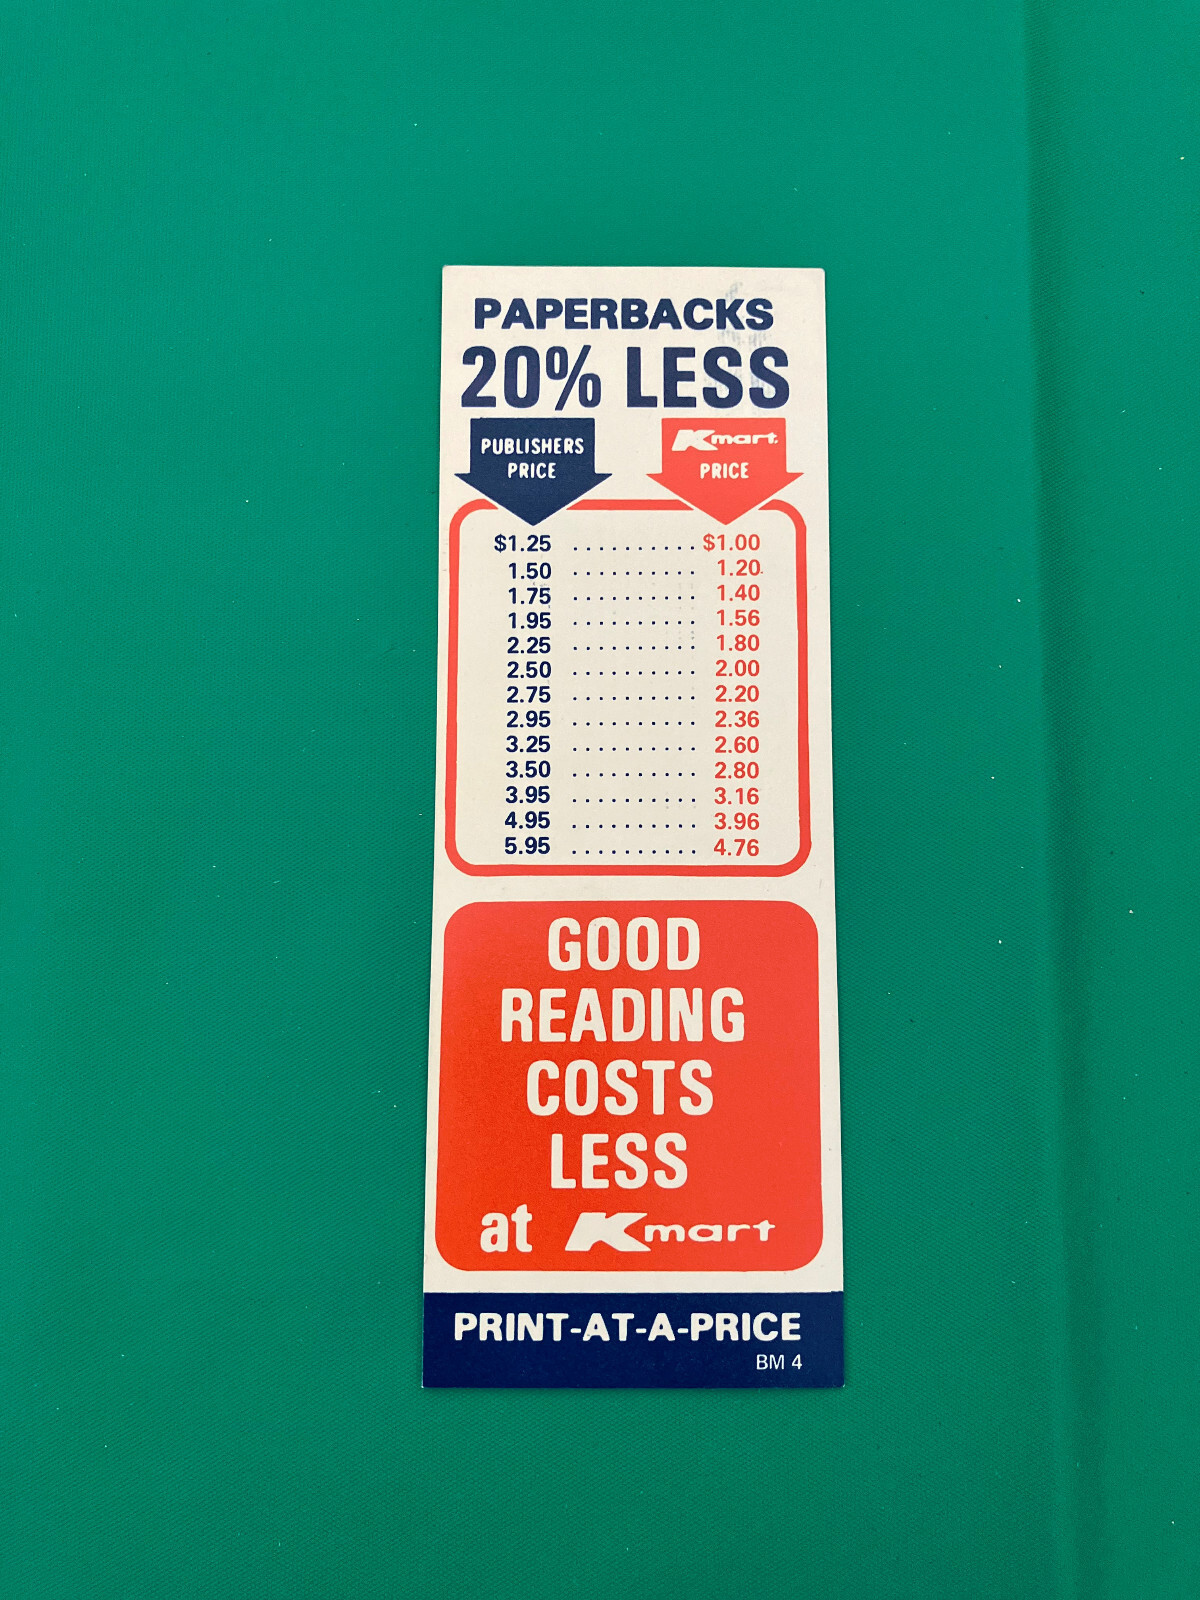 PAPERBACKS
20% LESS
PUBLISHERS PRICE
Kmart PRICE
$1.25 .......... $1.00
1.50 .......... 1.20
1.75 .......... 1.40
1.95 .......... 1.56
2.25 .......... 1.80
2.50 .......... 2.00
2.75 .......... 2.20
2.95 .......... 2.36
3.25 .......... 2.60
3.50 .......... 2.80
3.95 .......... 3.16
4.95 .......... 3.96
5.95 .......... 4.76
GOOD
READING
COSTS
LESS
at Kmart
PRINT-AT-A-PRICE
BM 4